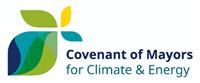 Covenant of Mayors
for Climate & Energy